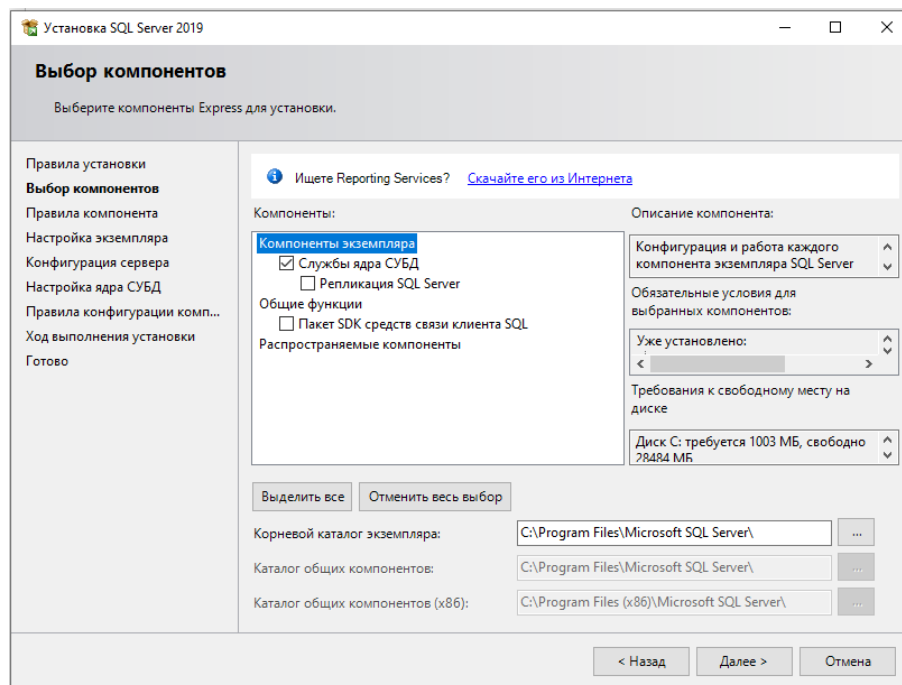 Установка SQL Server 2019
Выбор компонентов
Выберите компоненты Express для установки.
Правила установки
Выбор компонентов
Правила компонента
Настройка экземпляра
Конфигурация сервера
Настройка ядра СУБД
Правила конфигурации комп...
Ход выполнения установки
Готово
Ищете Reporting Services? Скачайте его из Интернета
Компоненты:
Компоненты экземпляра
Службы ядра СУБД
Репликация SQL Server
Общие функции
Пакет SDK средств связи клиента SQL
Распространяемые компоненты
Описание компонента:
Конфигурация и работа каждого
компонента экземпляра SQL Server
Обязательные условия для
выбранных компонентов:
Уже установлено:
Требования к свободному месту на
диске
Диск C: требуется 1003 МБ, свободно
28484 МБ
Выделить все
Отменить весь выбор
Корневой каталог экземпляра:
C:\Program Files\Microsoft SQL Server\
...
Каталог общих компонентов:
C:\Program Files\Microsoft SQL Server\
...
Каталог общих компонентов (x86):
C:\Program Files (x86)\Microsoft SQL Server\
...
< Назад
Далее >
Отмена